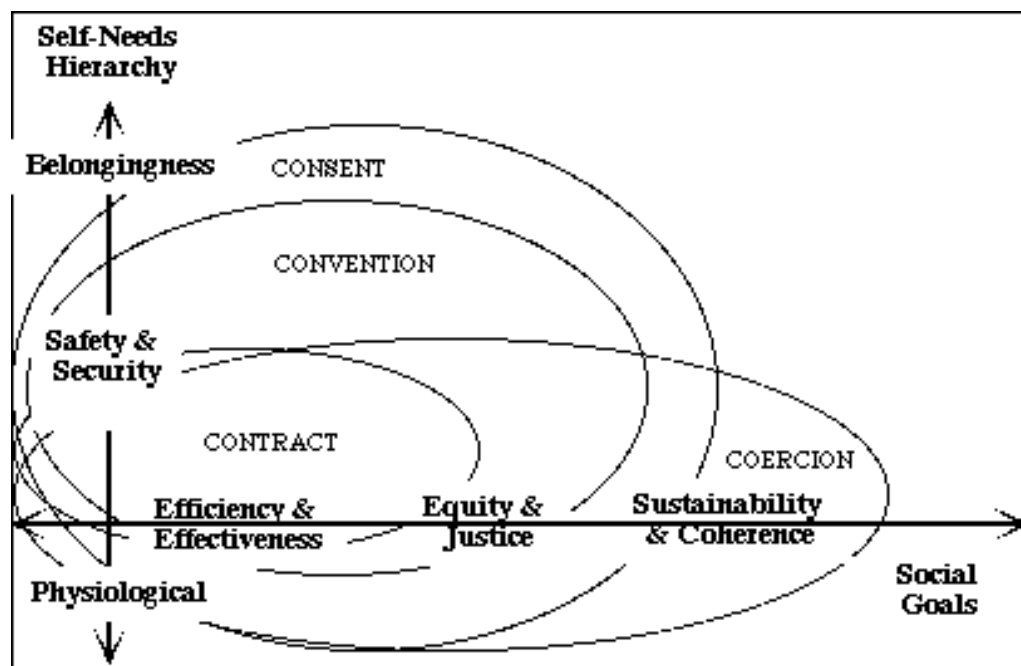 Self-Needs
Hierarchy
Belongingness
CONSENT
CONVENTION
Safety &
Security
CONTRACT
COERCION
Efficiency &
Effectiveness
Equity &
Justice
Sustainability
& Coherence
Physiological
Social
Goals